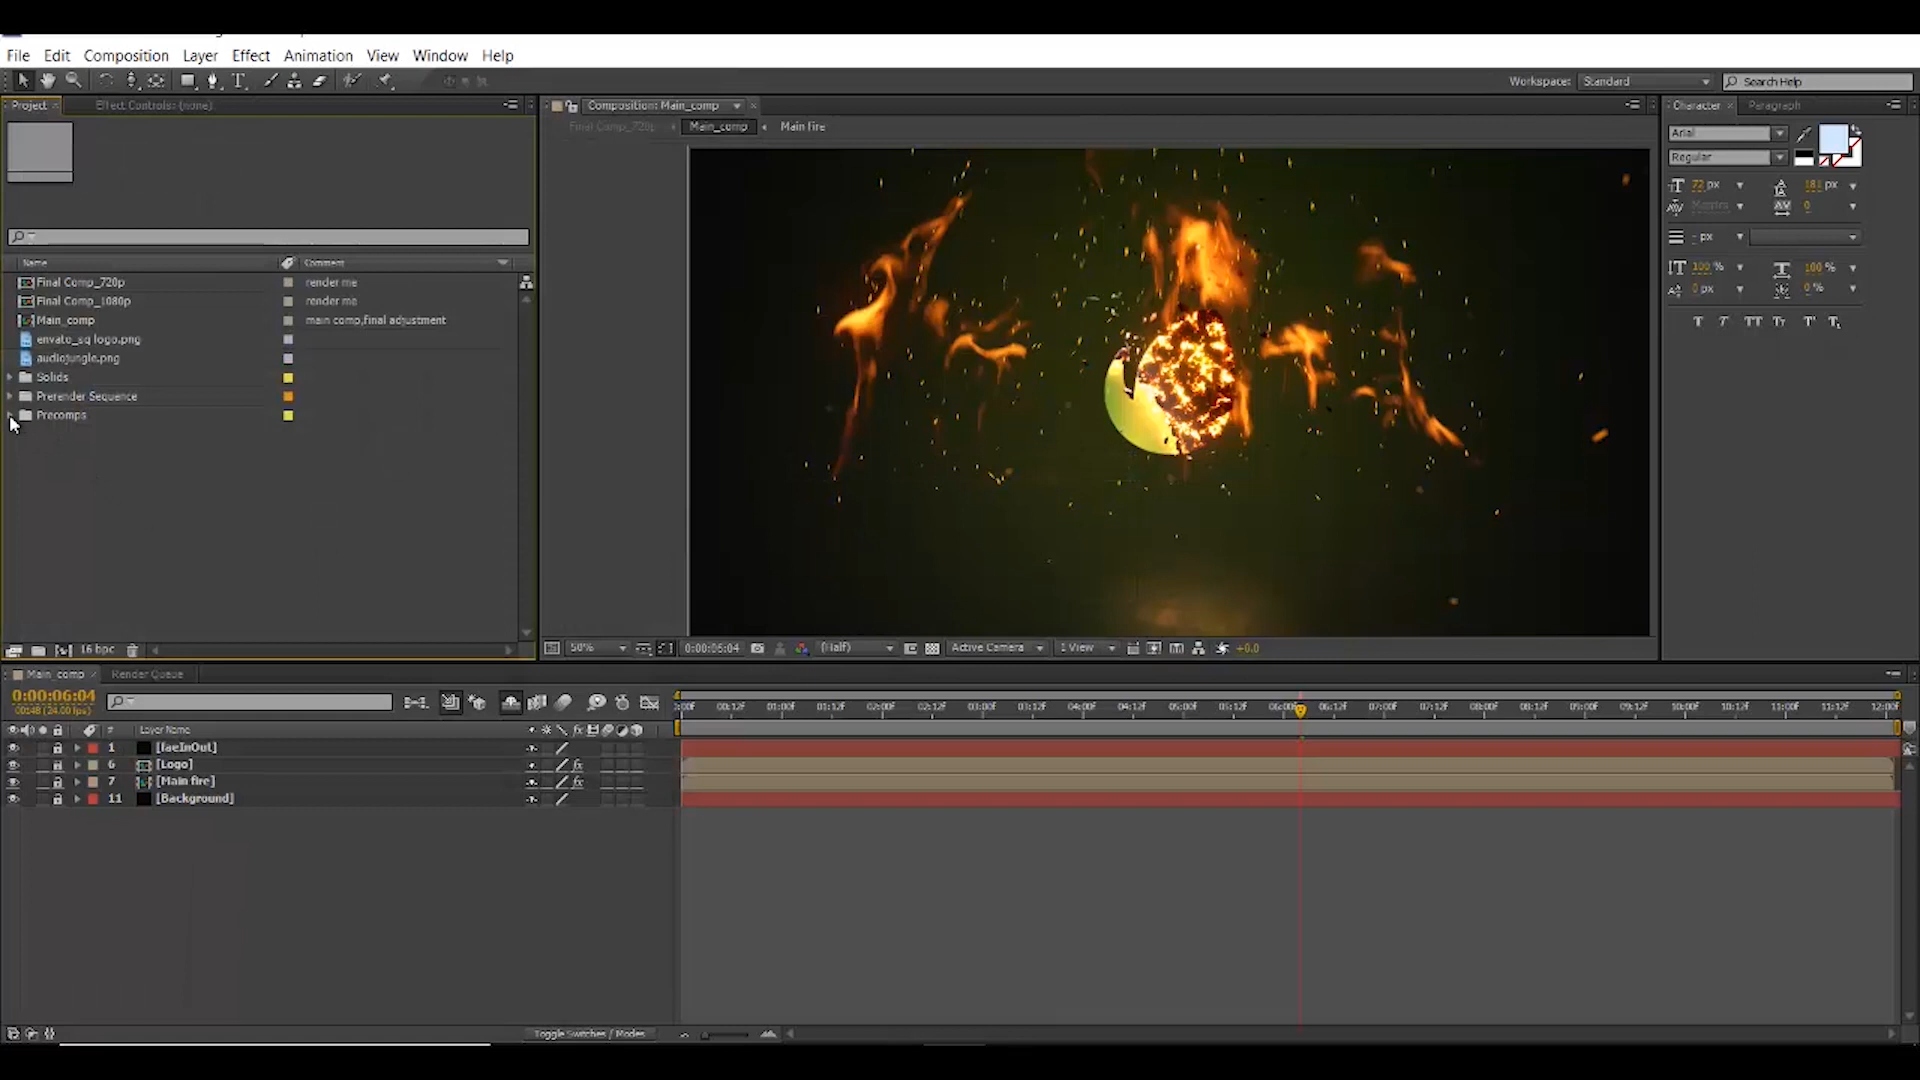 File Edit Composition Layer Effect Animation View Window Help
Workspace: Standard Search Help
Project Effect Controls: (none) Composition: Main_comp Character Paragraph
Final Comp_720p Main_comp Main fire
Arial
Regular
72 px 181 px
Metrics 0
- px
100 % 100 %
0 px 0 %
T T TT Tr T' T,
Name Comment
Final Comp_720p render me
Final Comp_1080p render me
Main_comp main comp,final adjustment
envato_sq logo.png
audiojungle.png
Solids
Prerender Sequence
Precomps
16 bpc 50% 0:00:06:04 (Half) Active Camera 1 View +0.0
Main_comp Render Queue
0:00:06:04
00148 (24.00 fps)
:00f 00:12f 01:00f 01:12f 02:00f 02:12f 03:00f 03:12f 04:00f 04:12f 05:00f 05:12f 06:00f 06:12f 07:00f 07:12f 08:00f 08:12f 09:00f 09:12f 10:00f 10:12f 11:00f 11:12f 12:00f
# Layer Name
1 [faeInOut]
6 [Logo]
7 [Main fire]
11 [Background]
Toggle Switches / Modes